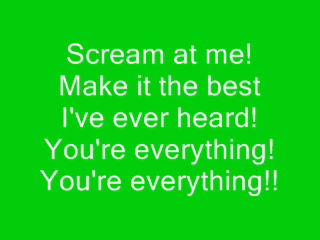 Scream at me!
Make it the best
I've ever heard!
You're everything!
You're everything!!